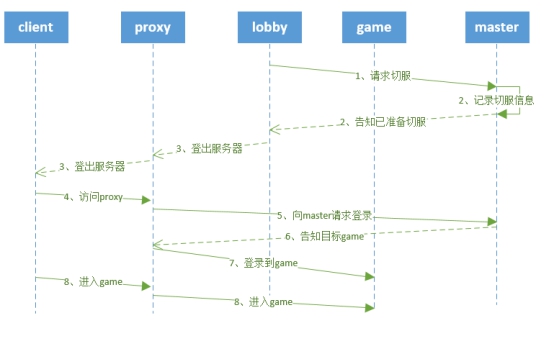 client
proxy
lobby
game
master
1、请求切服
2、记录切服信息
2、告知已准备切服
3、登出服务器
3、登出服务器
4、访问proxy
5、向master请求登录
6、告知目标game
7、登录到game
8、进入game
8、进入game